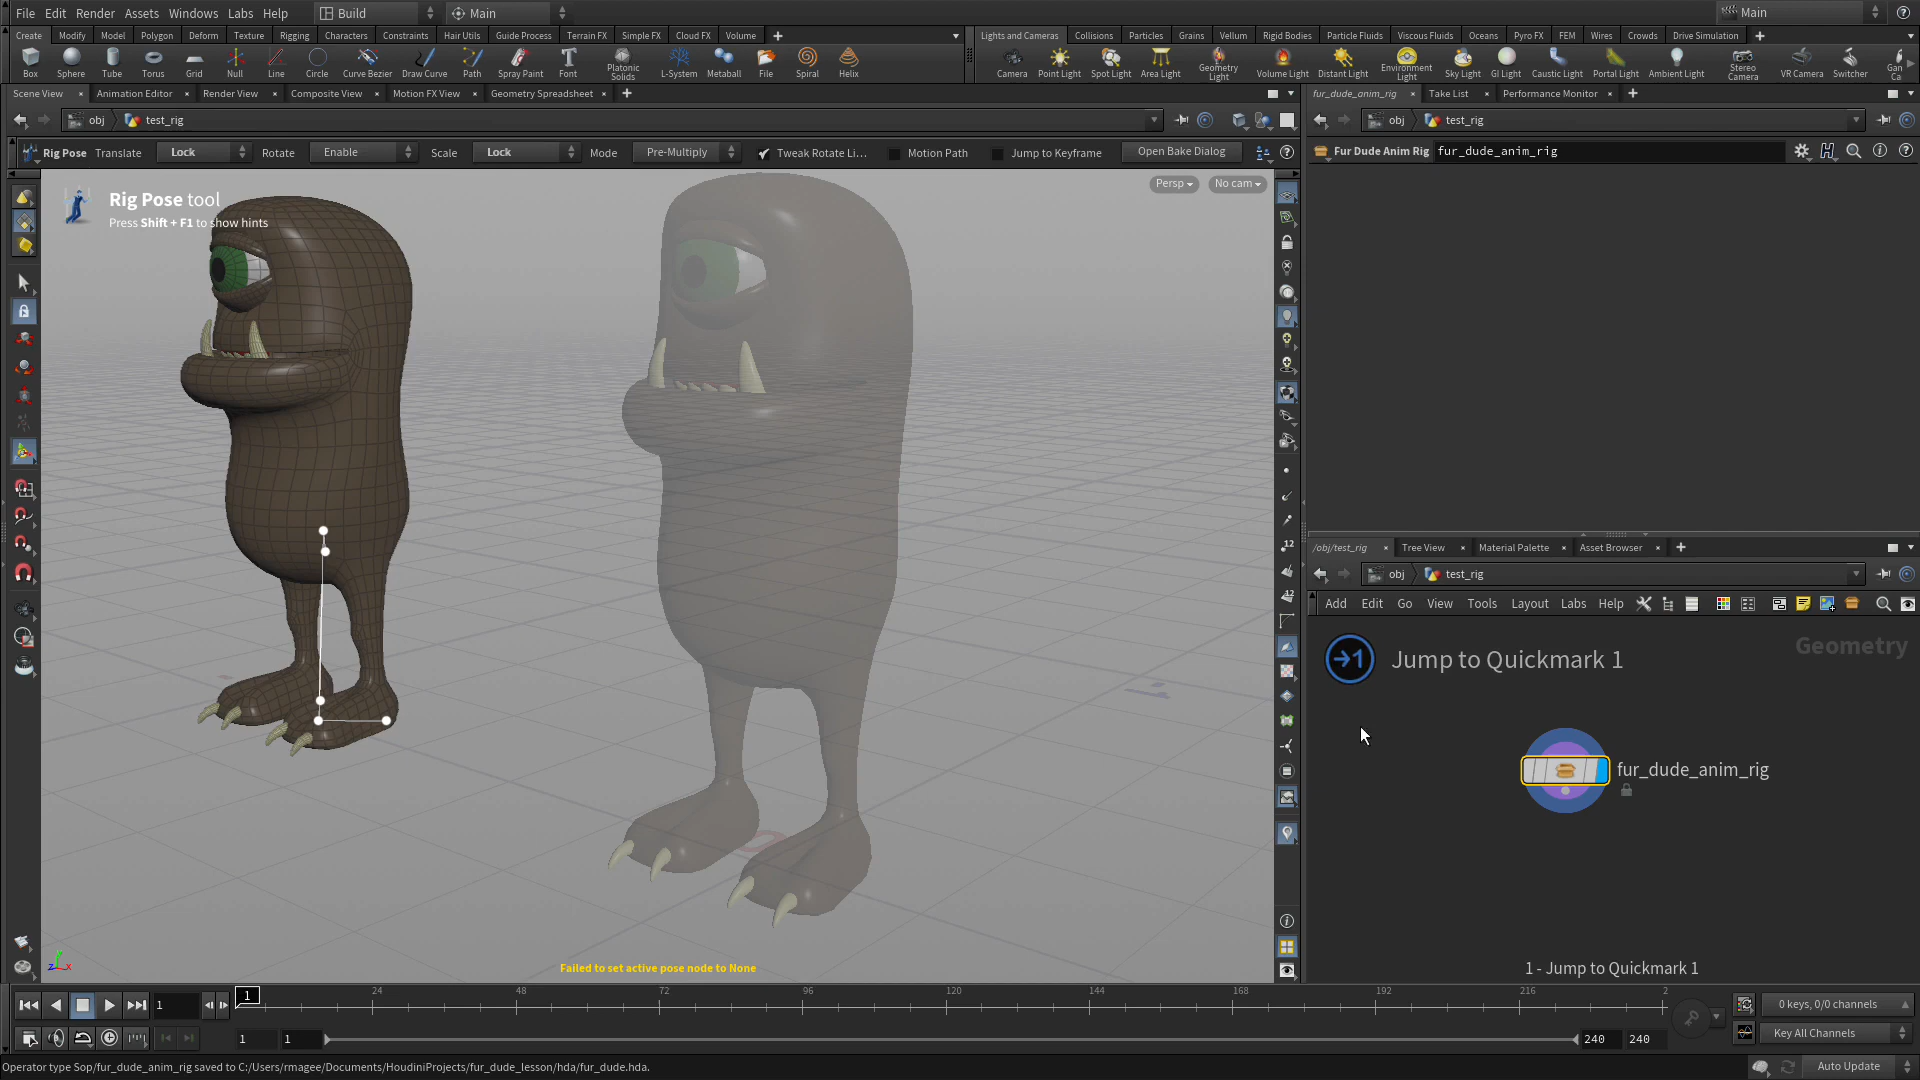 File Edit Render Assets Windows Labs Help Build Main Main
Create Modify Model Polygon Deform Texture Rigging Characters Constraints Hair Utils Guide Process Terrain FX Simple FX Cloud FX Volume
Lights and Cameras Collisions Particles Grains Vellum Rigid Bodies Particle Fluids Viscous Fluids Oceans Pyro FX FEM Wires Crowds Drive Simulation
Box Sphere Tube Torus Grid Null Line Circle Curve Bezier Draw Curve Path Spray Paint Font Platonic Solids L-System Metaball File Spiral Helix
Camera Point Light Spot Light Area Light Geometry Light Volume Light Distant Light Environment Light Sky Light GI Light Caustic Light Portal Light Ambient Light Stereo Camera VR Camera Switcher Gan Ca
Scene View Animation Editor Render View Composite View Motion FX View Geometry Spreadsheet
fur_dude_anim_rig Take List Performance Monitor
obj test_rig
obj test_rig
Rig Pose Translate Lock Rotate Enable Scale Lock Mode Pre-Multiply Tweak Rotate Li... Motion Path Jump to Keyframe Open Bake Dialog
Fur Dude Anim Rig fur_dude_anim_rig
Rig Pose tool
Press Shift + F1 to show hints
Persp No cam
/obj/test_rig Tree View Material Palette Asset Browser
obj test_rig
Add Edit Go View Tools Layout Labs Help
Geometry
1 Jump to Quickmark 1
fur_dude_anim_rig
12
12
z y x
Failed to set active pose node to None
1 - Jump to Quickmark 1
1 1 24 48 72 96 120 144 168 192 216 2
0 keys, 0/0 channels
1 1 240 240
Key All Channels
Operator type Sop/fur_dude_anim_rig saved to C:/Users/rmagee/Documents/HoudiniProjects/fur_dude_lesson/hda/fur_dude.hda.
Auto Update